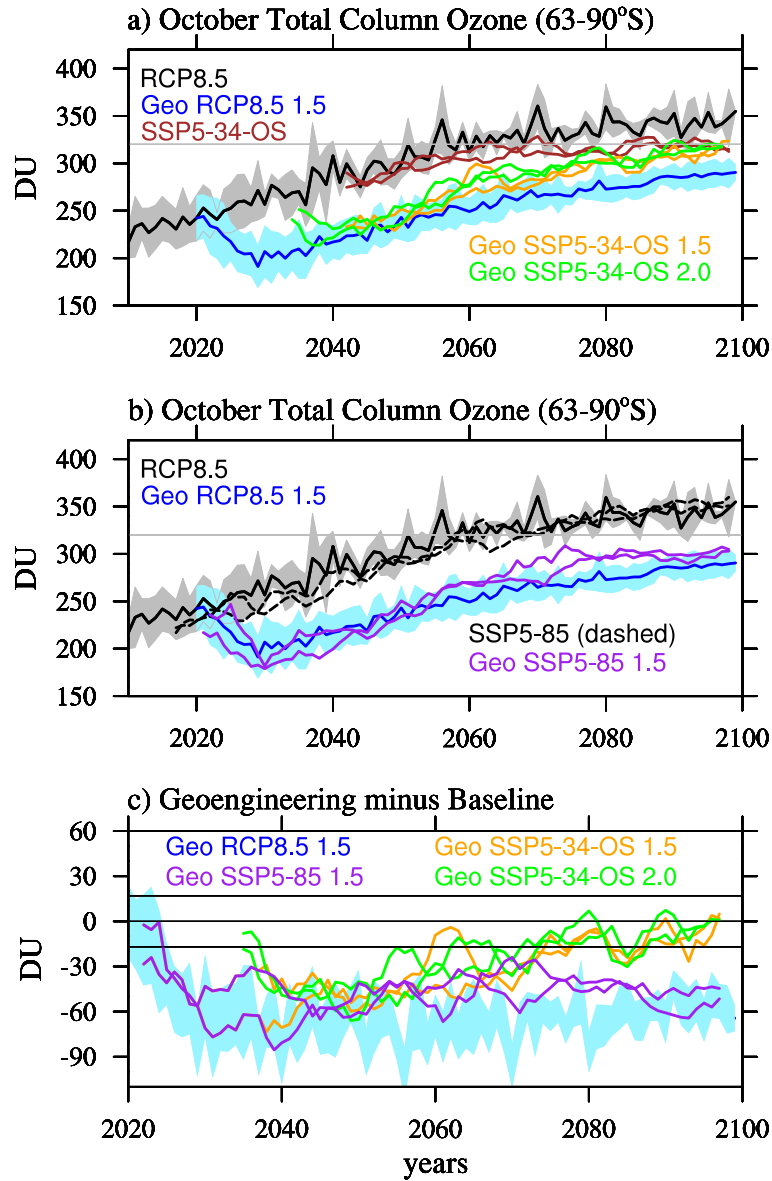 a) October Total Column Ozone (63-90°S)
400
350
300
250
200
150
DU
RCP8.5
Geo RCP8.5 1.5
SSP5-34-OS
Geo SSP5-34-OS 1.5
Geo SSP5-34-OS 2.0
2020 2040 2060 2080 2100
b) October Total Column Ozone (63-90°S)
400
350
300
250
200
150
DU
RCP8.5
Geo RCP8.5 1.5
SSP5-85 (dashed)
Geo SSP5-85 1.5
2020 2040 2060 2080 2100
c) Geoengineering minus Baseline
60
30
0
-30
-60
-90
DU
Geo RCP8.5 1.5 Geo SSP5-34-OS 1.5
Geo SSP5-85 1.5 Geo SSP5-34-OS 2.0
2020 2040 2060 2080 2100
years